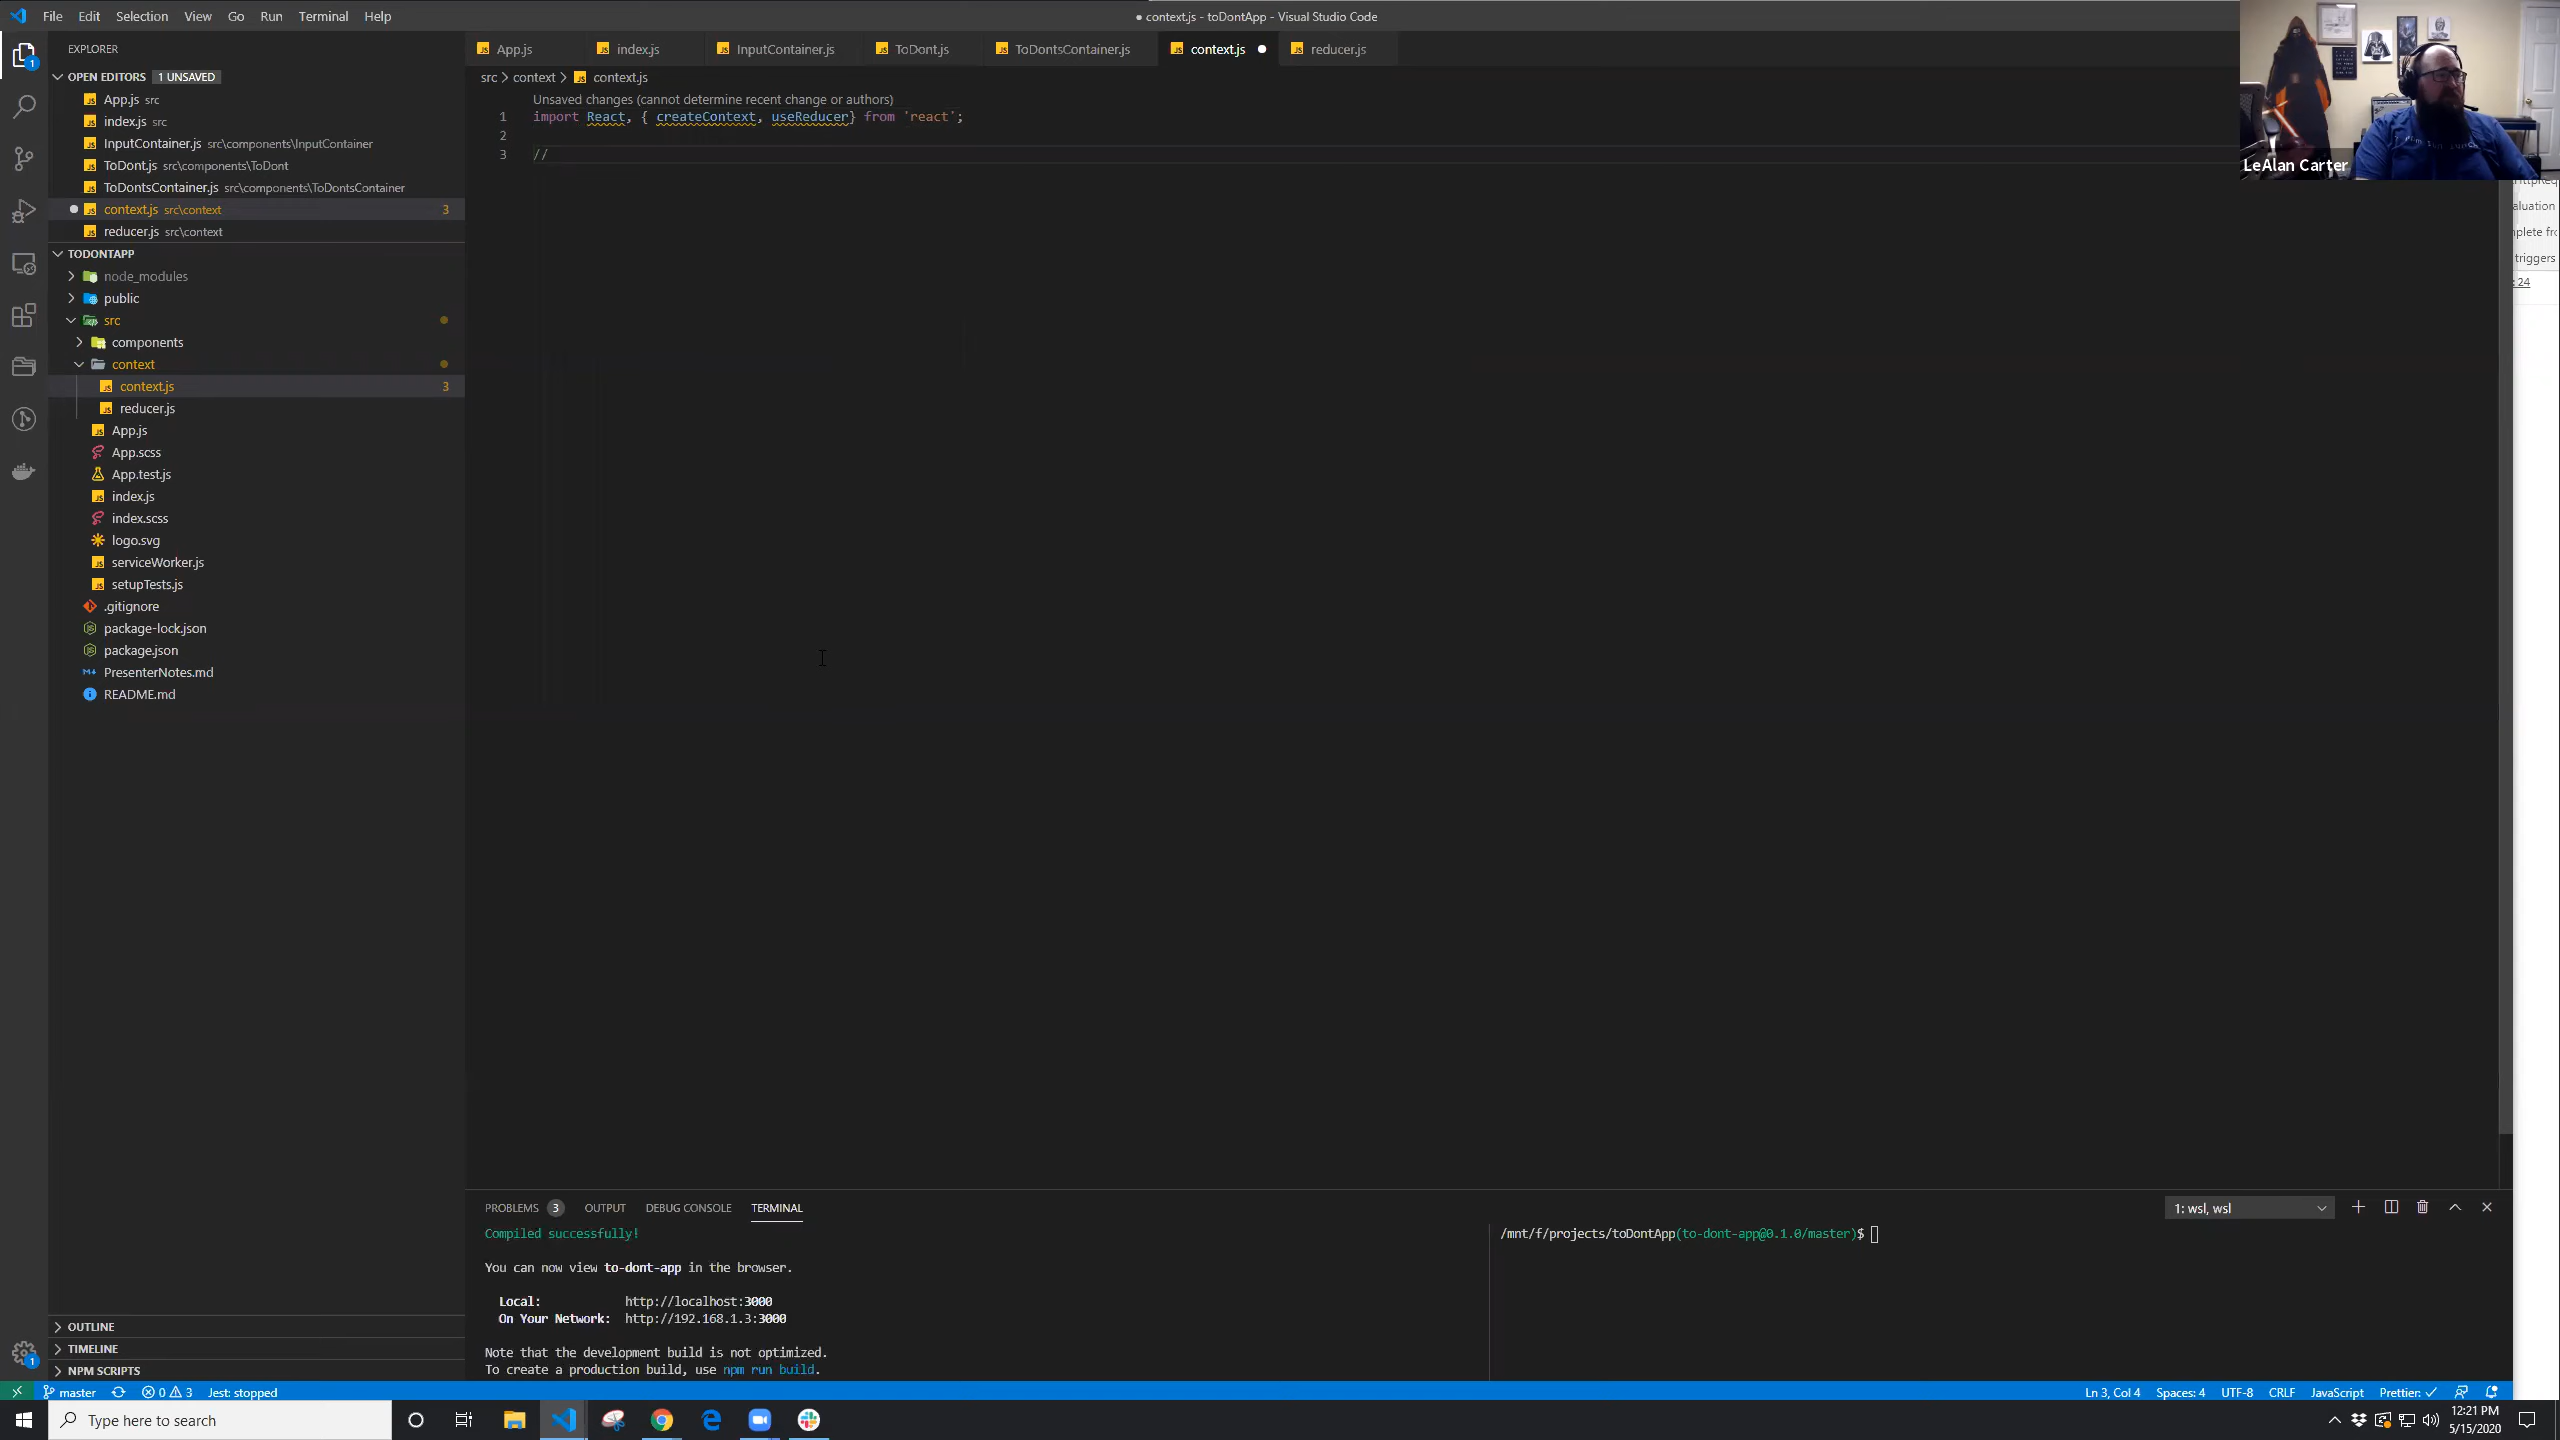 File Edit Selection View Go Run Terminal Help
● context.js - toDontApp - Visual Studio Code
EXPLORER
OPEN EDITORS 1 UNSAVED
App.js src
index.js src
InputContainer.js src\components\InputContainer
ToDont.js src\components\ToDont
ToDontsContainer.js src\components\ToDontsContainer
context.js src\context 3
reducer.js src\context
TODONTAPP
node_modules
public
src
components
context
context.js 3
reducer.js
App.js
App.scss
App.test.js
index.js
index.scss
logo.svg
serviceWorker.js
setupTests.js
.gitignore
package-lock.json
package.json
PresenterNotes.md
README.md
OUTLINE
TIMELINE
NPM SCRIPTS
App.js index.js InputContainer.js ToDont.js ToDontsContainer.js context.js reducer.js
src > context > context.js
Unsaved changes (cannot determine recent change or authors)
1 import React, { createContext, useReducer} from 'react';
2
3 //
LeAlan Carter
aluation
triggers
:24
PROBLEMS 3 OUTPUT DEBUG CONSOLE TERMINAL
1: wsl, wsl
Compiled successfully!
You can now view to-dont-app in the browser.
Local: http://localhost:3000
On Your Network: http://192.168.1.3:3000
Note that the development build is not optimized.
To create a production build, use npm run build.
/mnt/f/projects/toDontApp(to-dont-app@0.1.0/master)$
master 0 3 Jest: stopped
Ln 3, Col 4 Spaces: 4 UTF-8 CRLF JavaScript Prettier: ✓
Type here to search
12:21 PM
5/15/2020